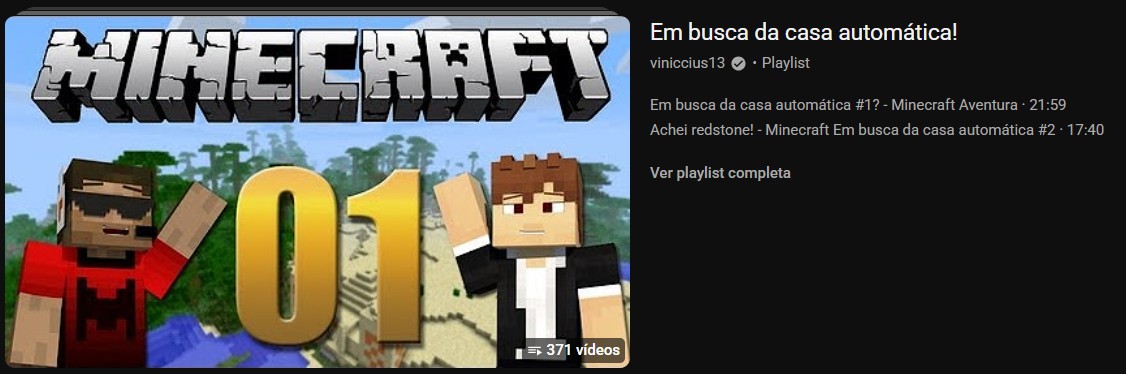 MINECRAFT
01
371 vídeos
Em busca da casa automática!
viniccius13 • Playlist
Em busca da casa automática #1? - Minecraft Aventura · 21:59
Achei redstone! - Minecraft Em busca da casa automática #2 · 17:40
Ver playlist completa